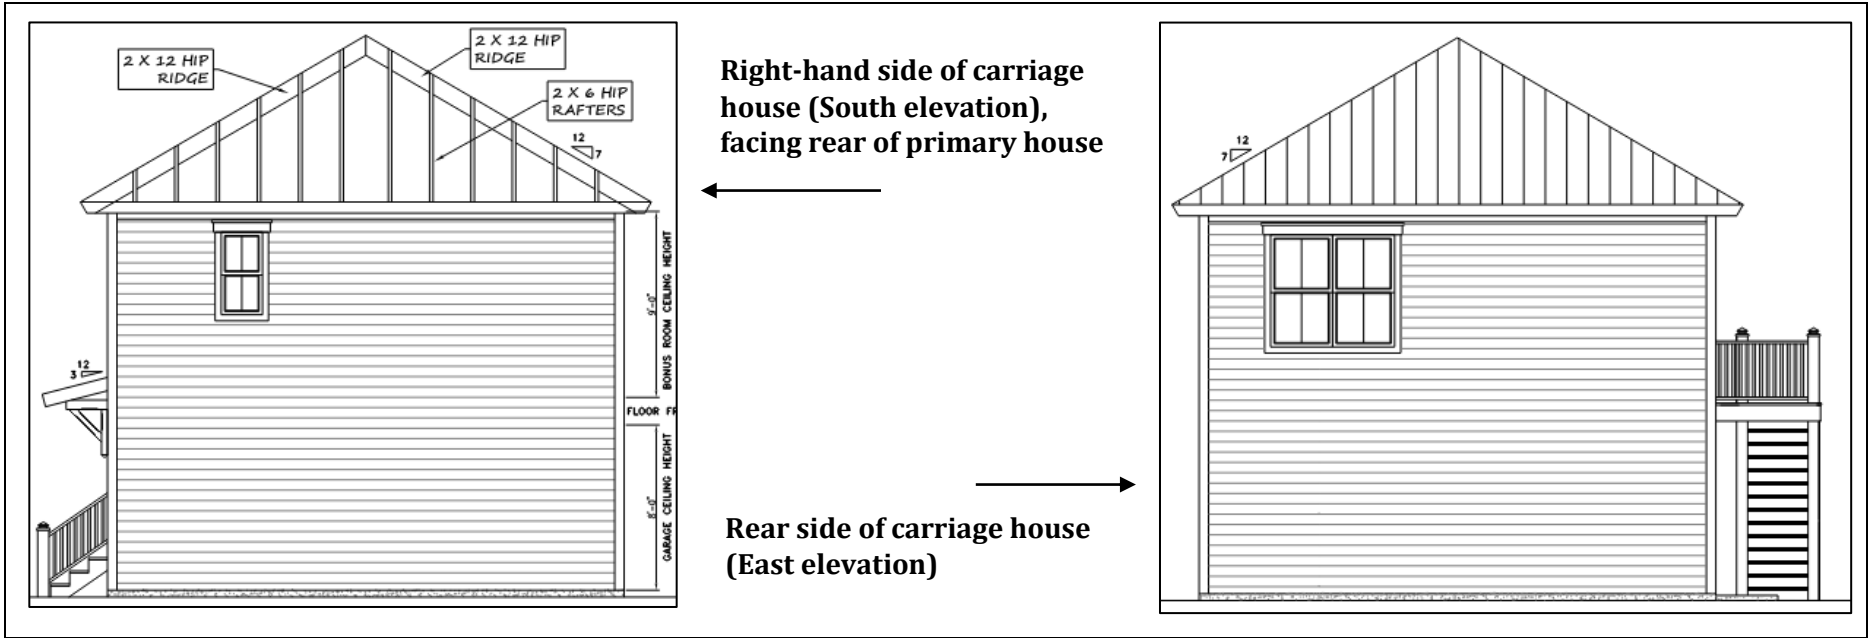 2 X 12 HIP
RIDGE
2 X 12 HIP
RIDGE
2 X 6 HIP
RAFTERS
12
7
12
3
9'-0"
BONUS ROOM CEILING HEIGHT
FLOOR FR
8'-0"
GARAGE CEILING HEIGHT
Right-hand side of carriage
house (South elevation),
facing rear of primary house
Rear side of carriage house
(East elevation)
12
7